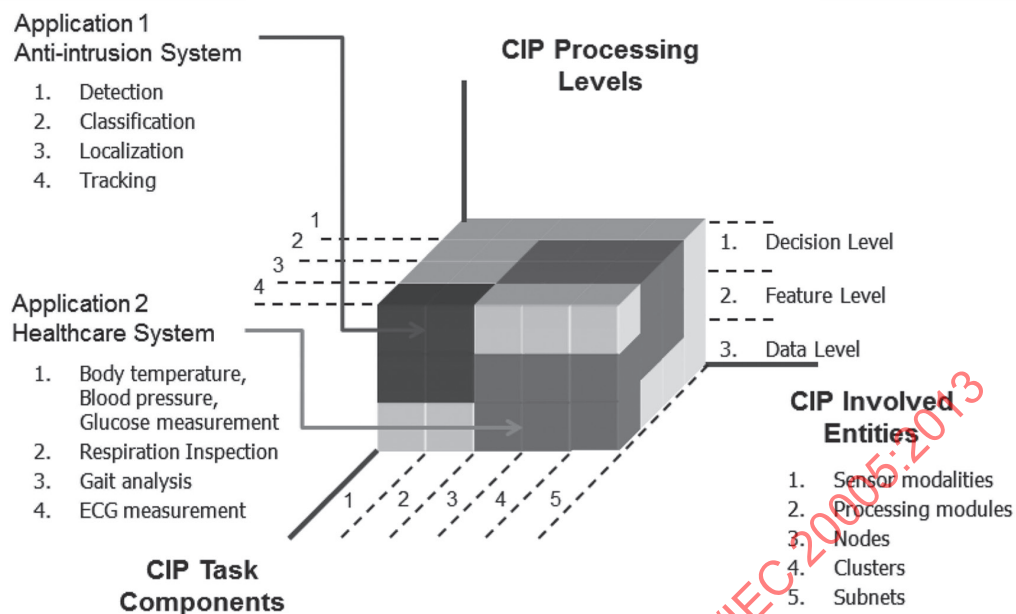 Application 1
Anti-intrusion System
1. Detection
2. Classification
3. Localization
4. Tracking
CIP Processing
Levels
1
2
3
4
1. Decision Level
2. Feature Level
3. Data Level
Application 2
Healthcare System
1. Body temperature,
Blood pressure,
Glucose measurement
2. Respiration Inspection
3. Gait analysis
4. ECG measurement
1 2 3 4 5
CIP Task
Components
CIP Involved
Entities
1. Sensor modalities
2. Processing modules
3. Nodes
4. Clusters
5. Subnets
IEC 20005:2013